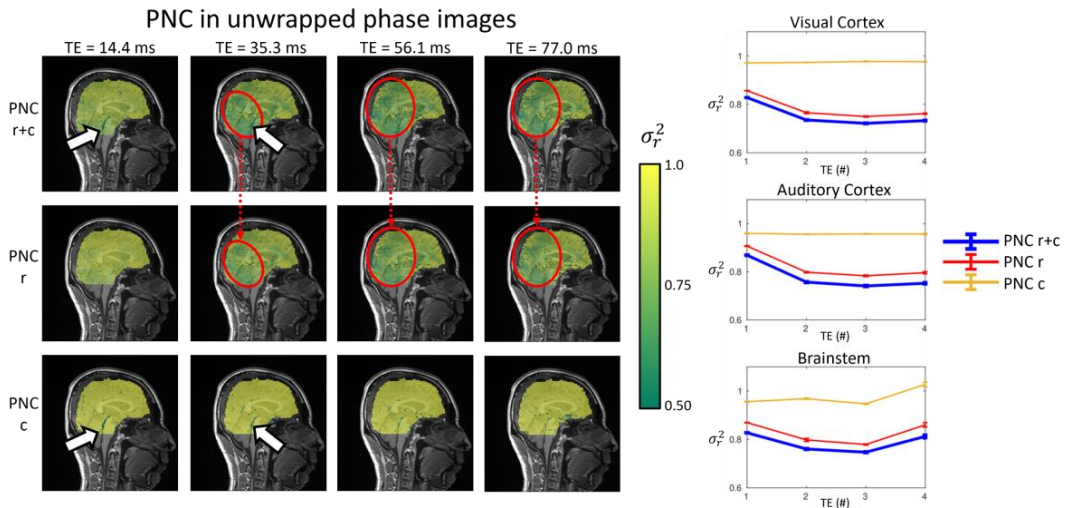 PNC in unwrapped phase images
TE = 14.4 ms
TE = 35.3 ms
TE = 56.1 ms
TE = 77.0 ms
PNC
r+c
PNC
r
PNC
c
σ_r^2
1.0
0.75
0.50
Visual Cortex
1
0.8
0.6
σ_r^2
1
2
3
4
TE (#)
Auditory Cortex
1
0.8
0.6
σ_r^2
1
2
3
4
TE (#)
Brainstem
1
0.8
0.6
σ_r^2
1
2
3
4
TE (#)
PNC r+c
PNC r
PNC c